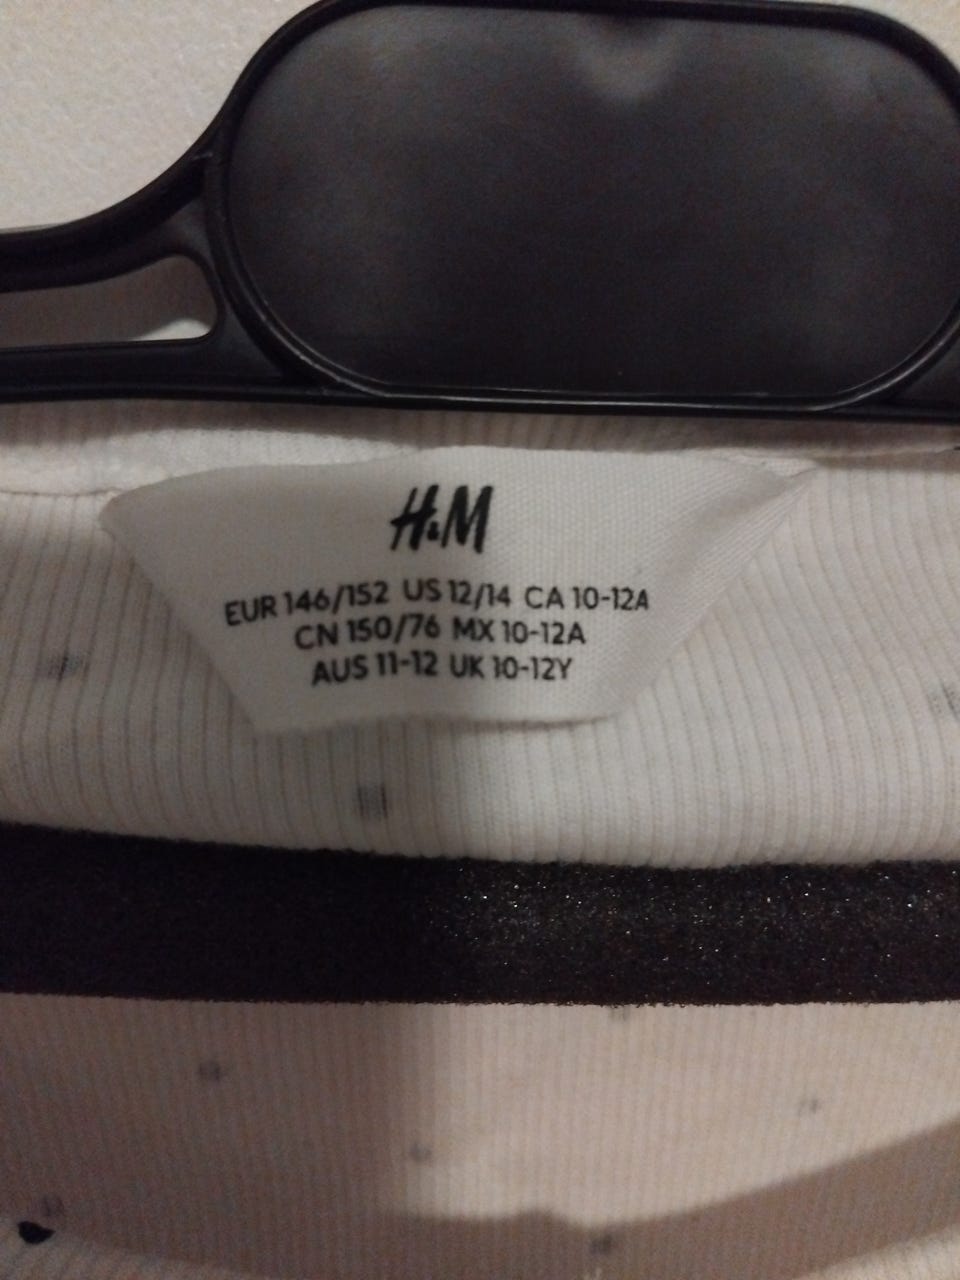 H&M
EUR 146/152 US 12/14 CA 10-12A
CN 150/76 MX 10-12A
AUS 11-12 UK 10-12Y